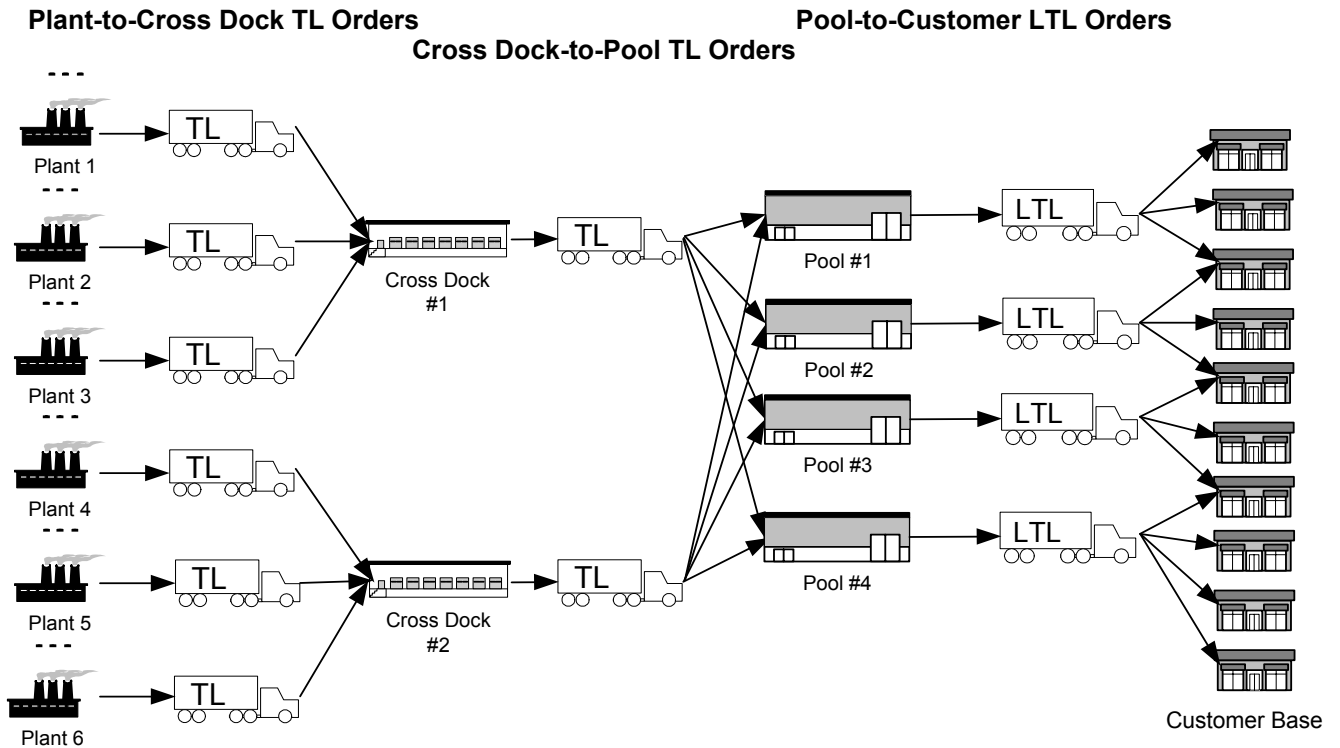 Plant-to-Cross Dock TL Orders
Pool-to-Customer LTL Orders
Cross Dock-to-Pool TL Orders
- - -
TL
Plant 1
- - -
TL
Plant 2
- - -
TL
Plant 3
- - -
TL
Plant 4
- - -
TL
Plant 5
- - -
TL
Plant 6
Cross Dock
#1
TL
Cross Dock
#2
TL
Pool #1
LTL
Pool #2
LTL
Pool #3
LTL
Pool #4
LTL
Customer Base